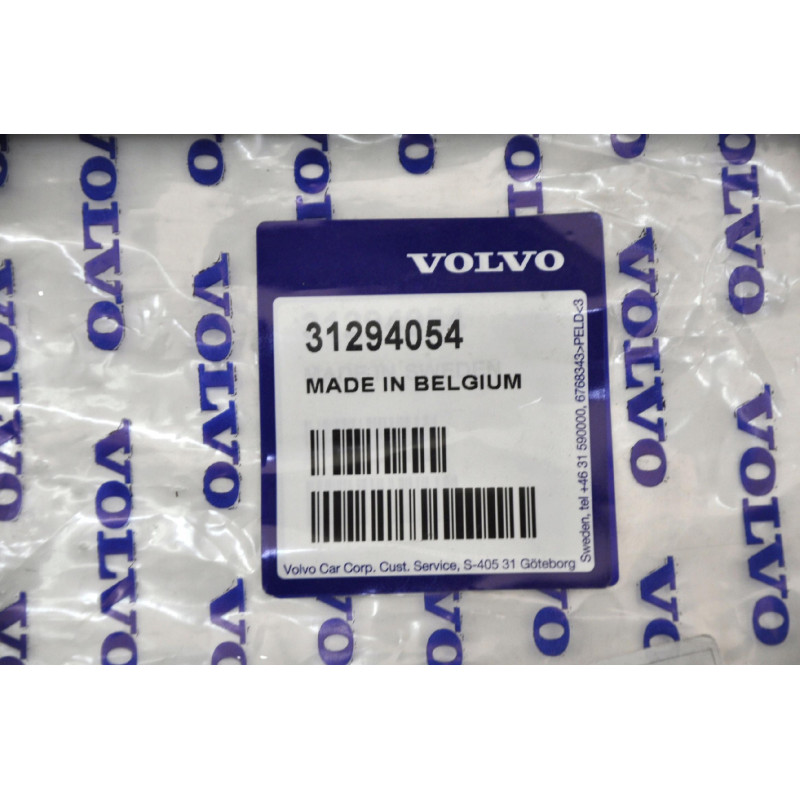 VOLVO
31294054
MADE IN BELGIUM
Volvo Car Corp. Cust. Service, S-405 31 Göteborg
Sweden, tel +46 31 590000, 6768343>PELD<3
VOLVO
VOLVO
VOLVO
VOLVO
VOLVO
VOLVO